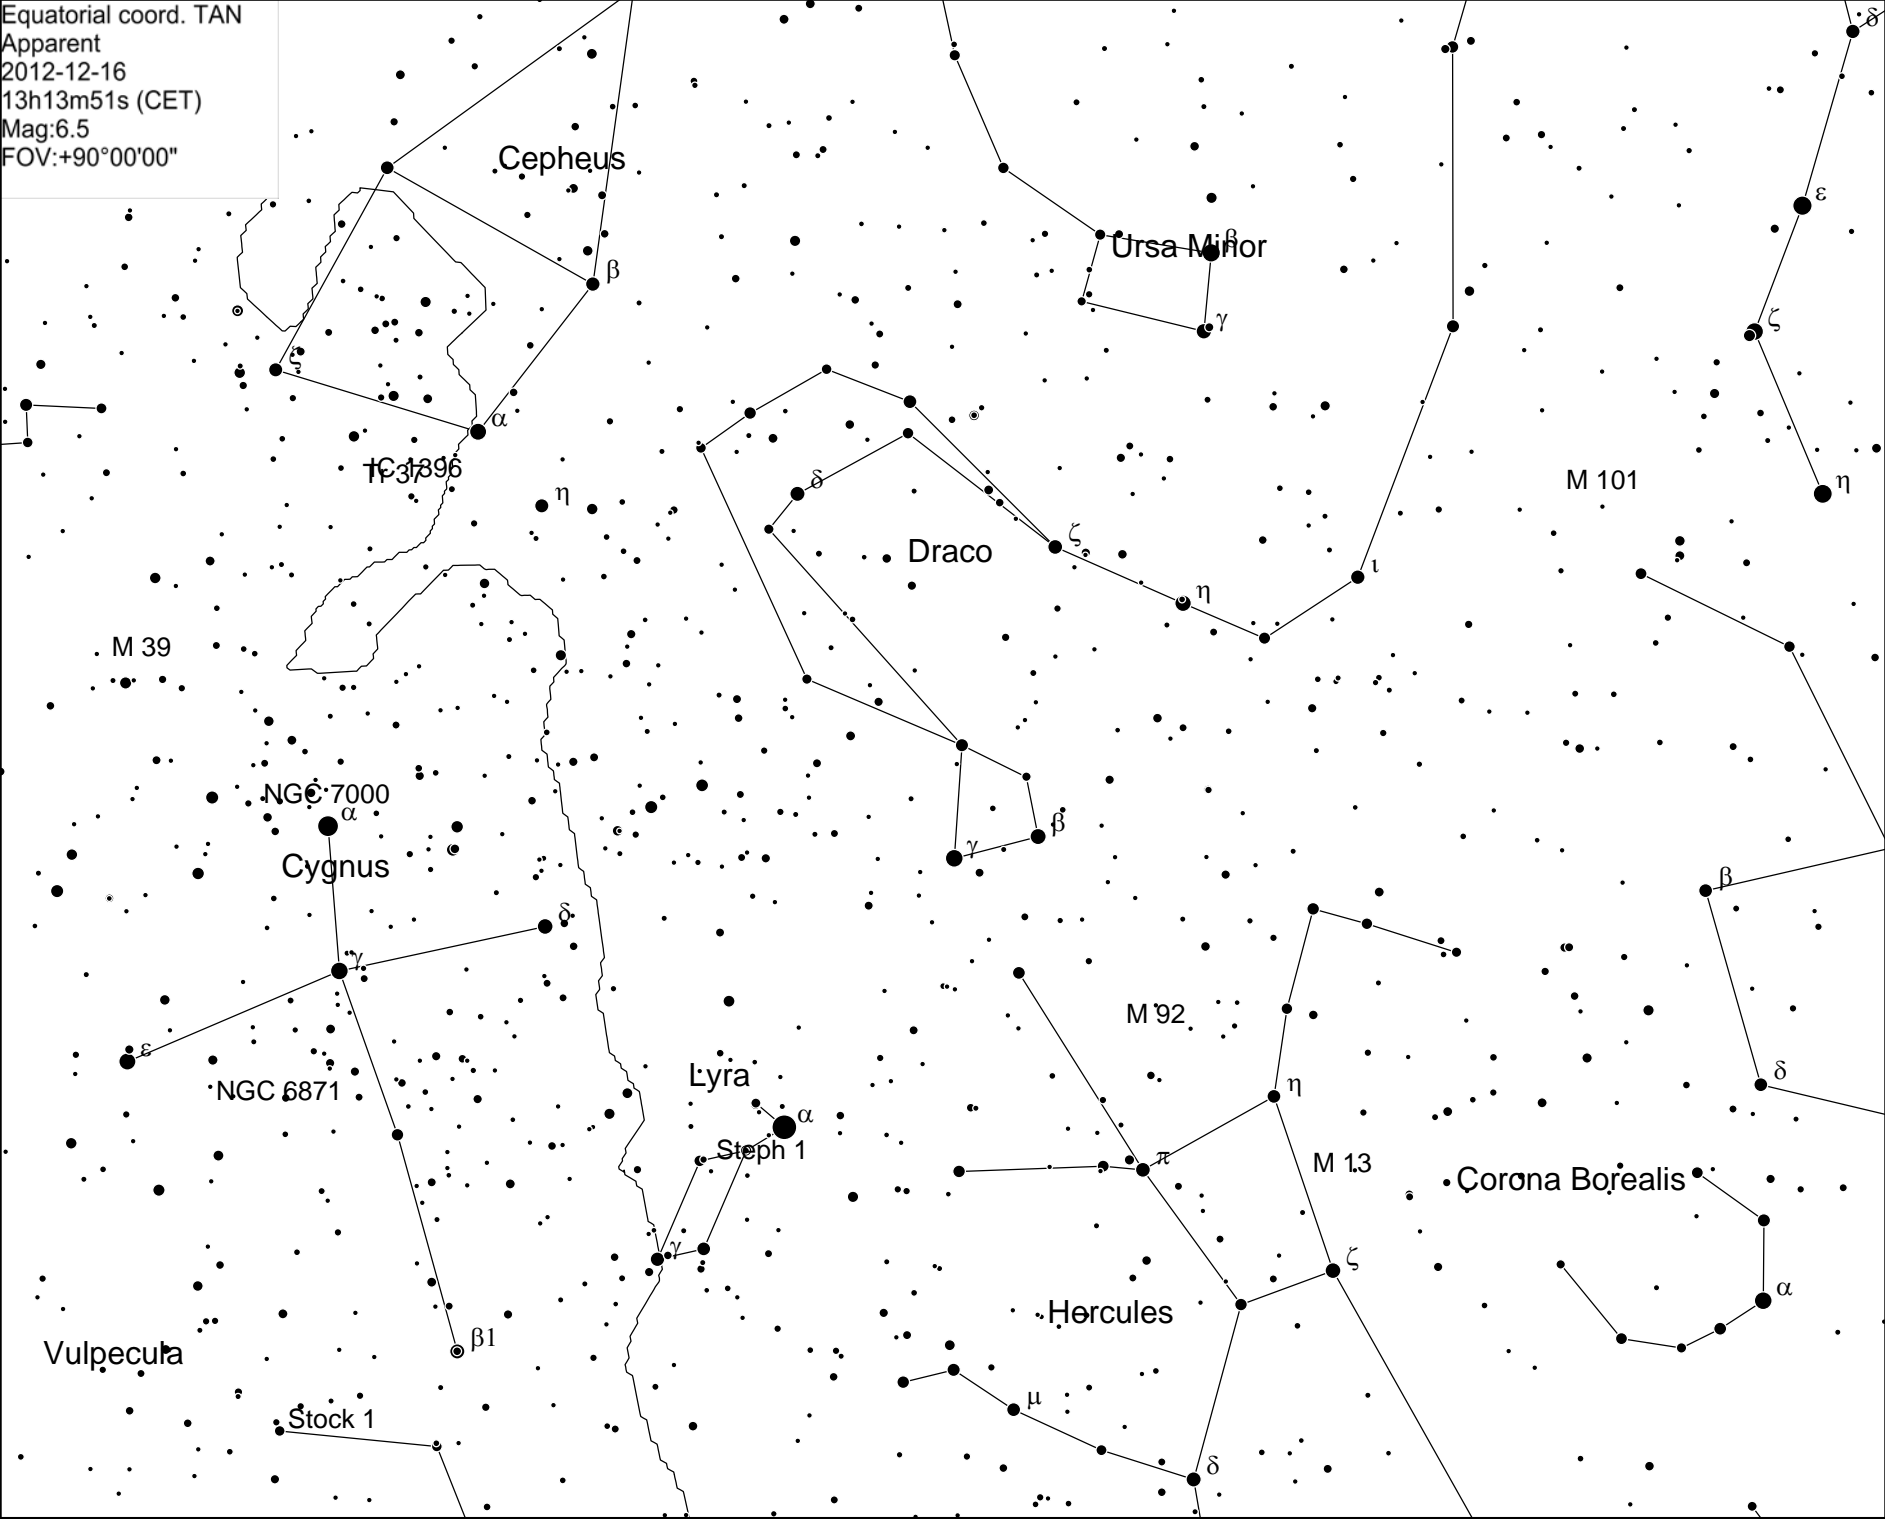 Equatorial coord. TAN
Apparent
2012-12-16
13h13m51s (CET)
Mag:6.5
FOV:+90°00'00"
δ
Cepheus
ε
Ursa Minor
β
β
γ
ζ
ζ
α
IC 1396
Tr 37
M 101
η
δ
η
Draco
ζ
ι
η
M 39
NGC 7000
α
β
γ
Cygnus
β
δ
γ
M 92
ε
Lyra
δ
NGC 6871
η
α
Steph 1
π
M 13
Corona Borealis
γ
ζ
α
Hercules
β1
Vulpecula
μ
Stock 1
δ